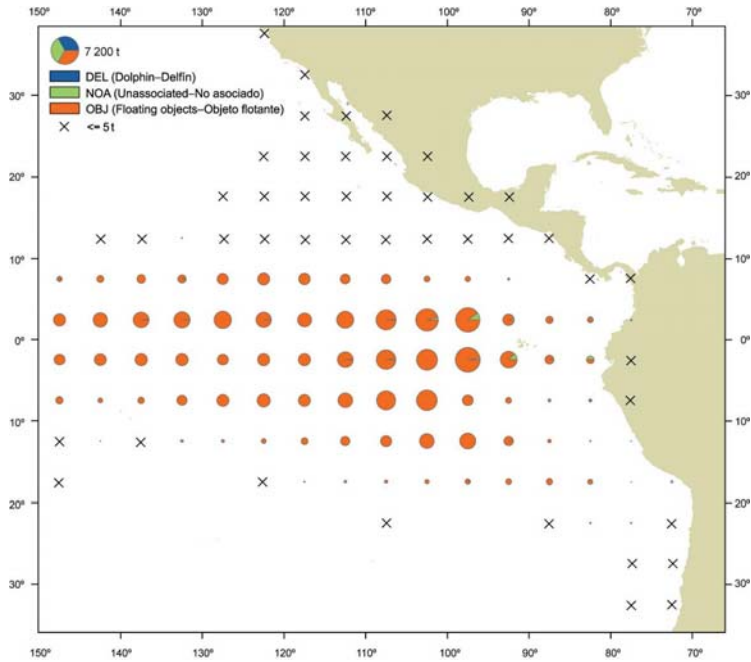 150° 140° 130° 120° 110° 100° 90° 80° 70°
7 200 t
DEL (Dolphin–Delfín)
NOA (Unassociated–No asociado)
OBJ (Floating objects–Objeto flotante)
<= 5 t
30° 30°
20° 20°
10° 10°
0° 0°
10° 10°
20° 20°
30° 30°
150° 140° 130° 120° 110° 100° 90° 80° 70°